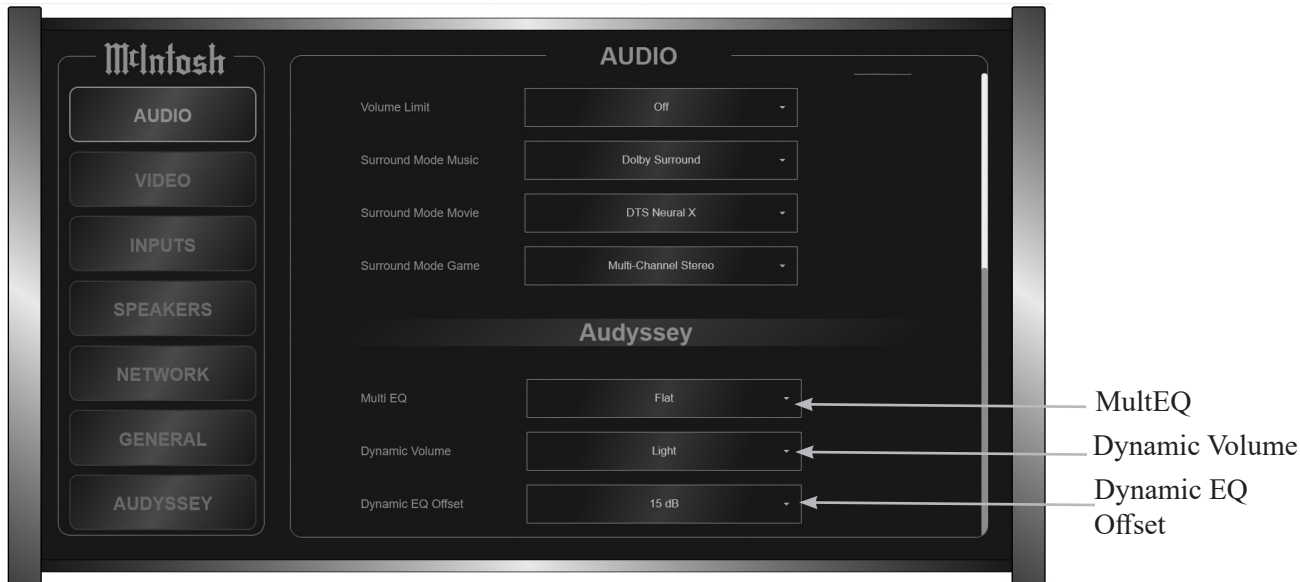 McIntosh
AUDIO
VIDEO
INPUTS
SPEAKERS
NETWORK
GENERAL
AUDYSSEY
AUDIO
Volume Limit Off
Surround Mode Music Dolby Surround
Surround Mode Movie DTS Neural X
Surround Mode Game Multi-Channel Stereo
Audyssey
Multi EQ Flat
Dynamic Volume Light
Dynamic EQ Offset 15 dB
MultEQ
Dynamic Volume
Dynamic EQ
Offset